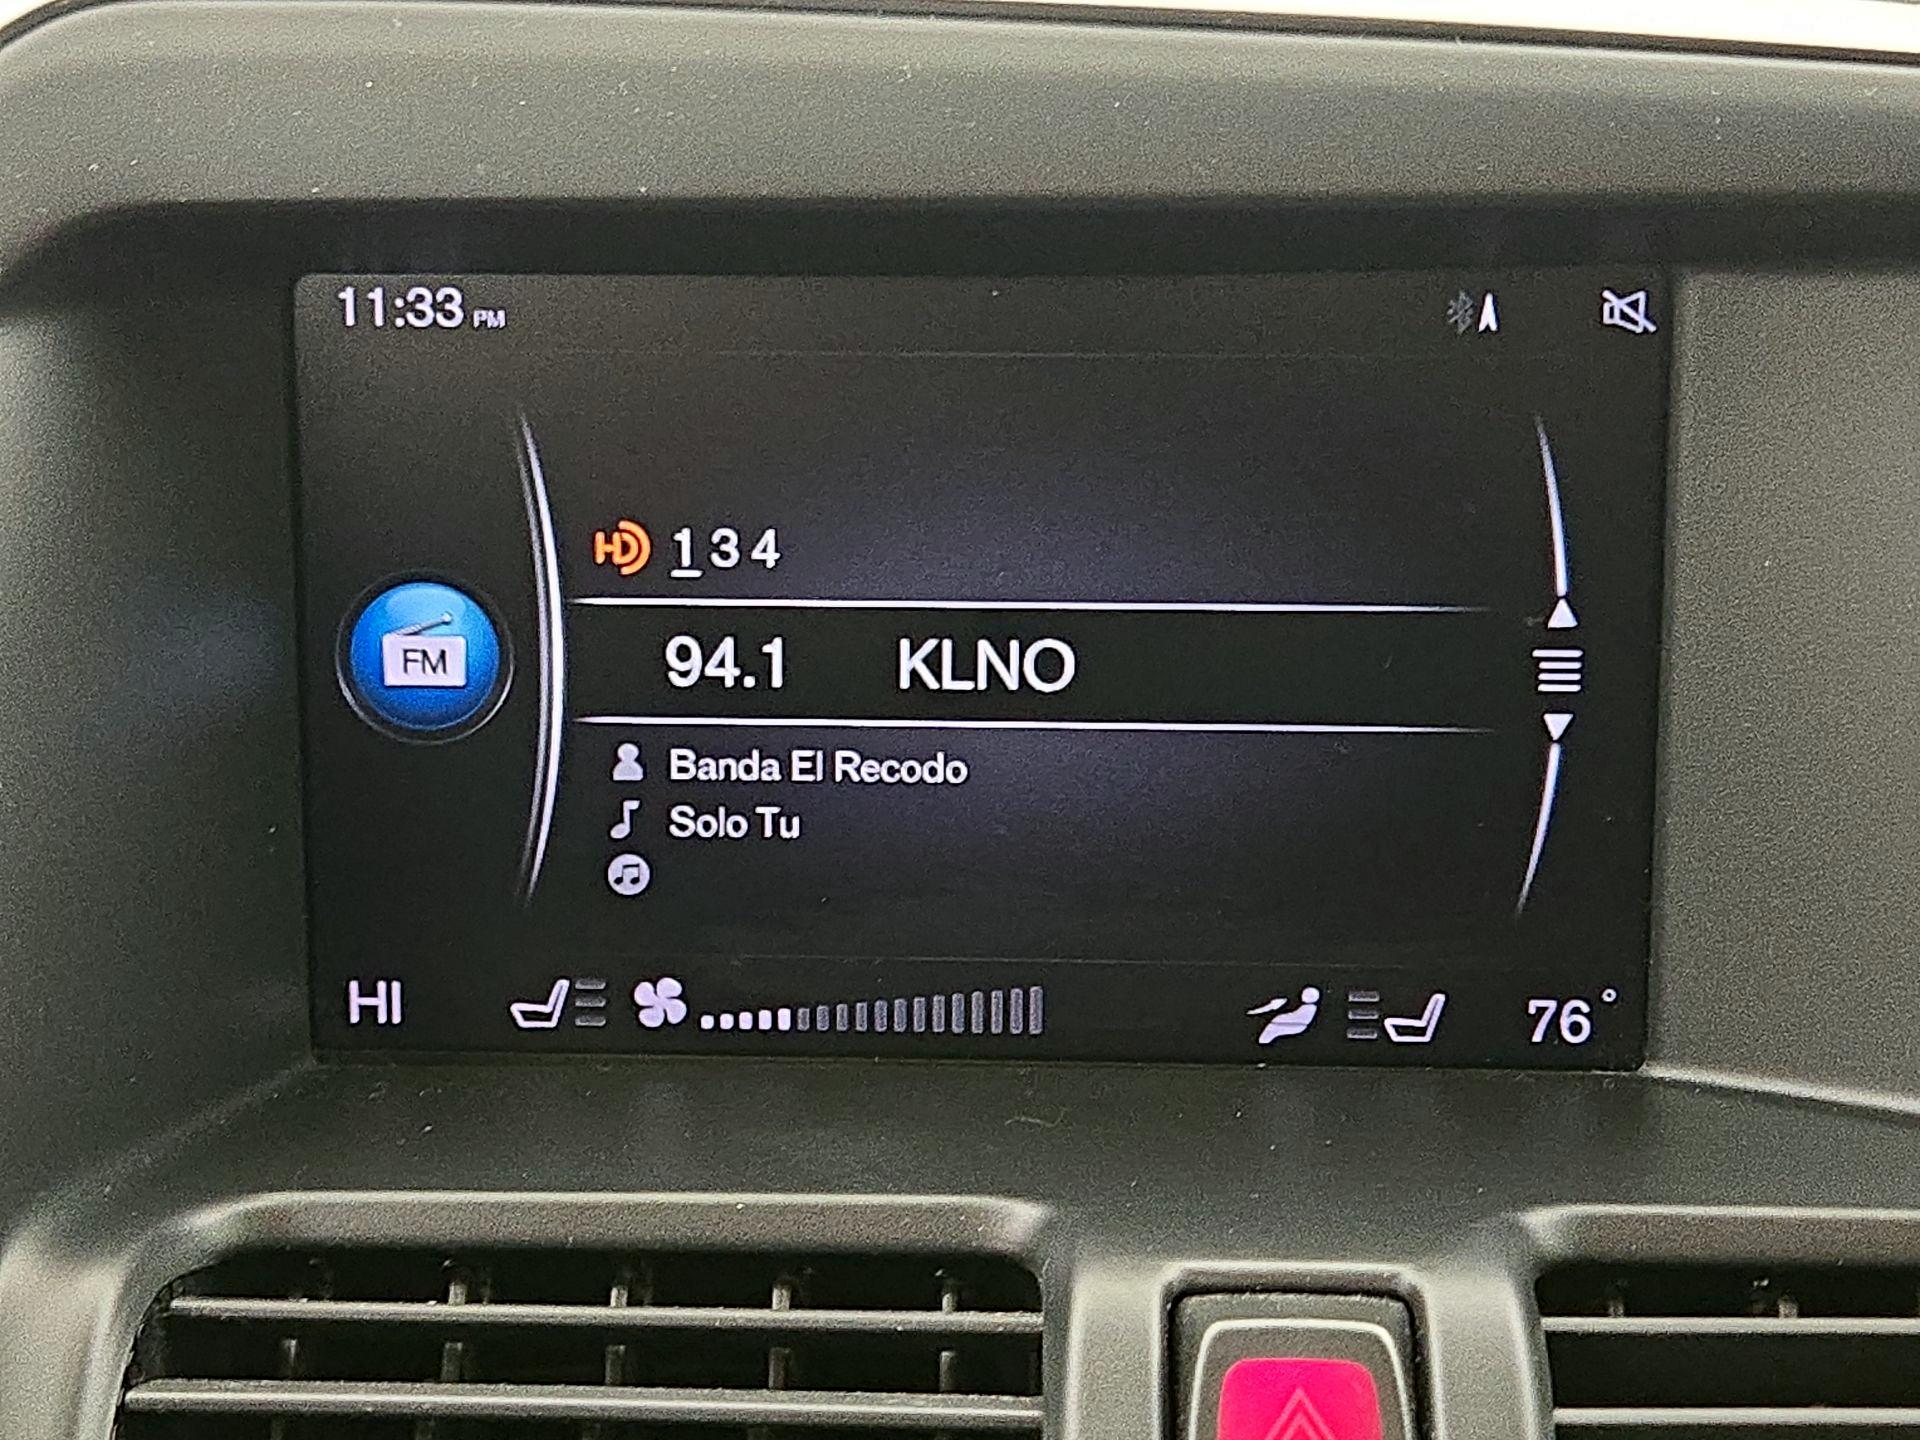 11:33 PM
HD 1 3 4
94.1 KLNO
FM
Banda El Recodo
Solo Tu
HI 76°